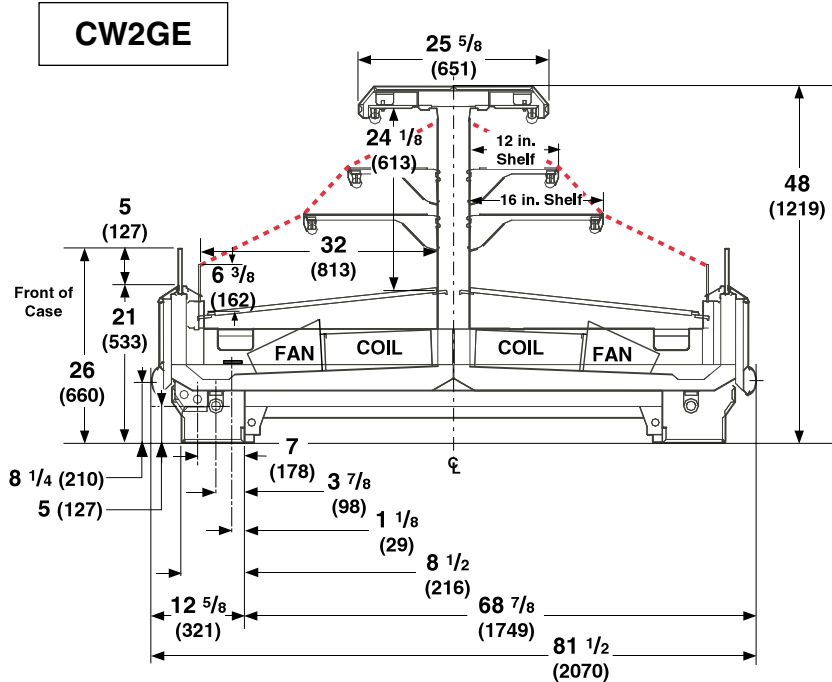 CW2GE
25 5/8
(651)
24 1/8
(613)
12 in.
Shelf
16 in. Shelf
48
(1219)
5
(127)
32
(813)
6 3/8
(162)
Front of
Case
21
(533)
26
(660)
FAN
COIL
COIL
FAN
8 1/4 (210)
5 (127)
7
(178)
3 7/8
(98)
1 1/8
(29)
8 1/2
(216)
℄
12 5/8
(321)
68 7/8
(1749)
81 1/2
(2070)